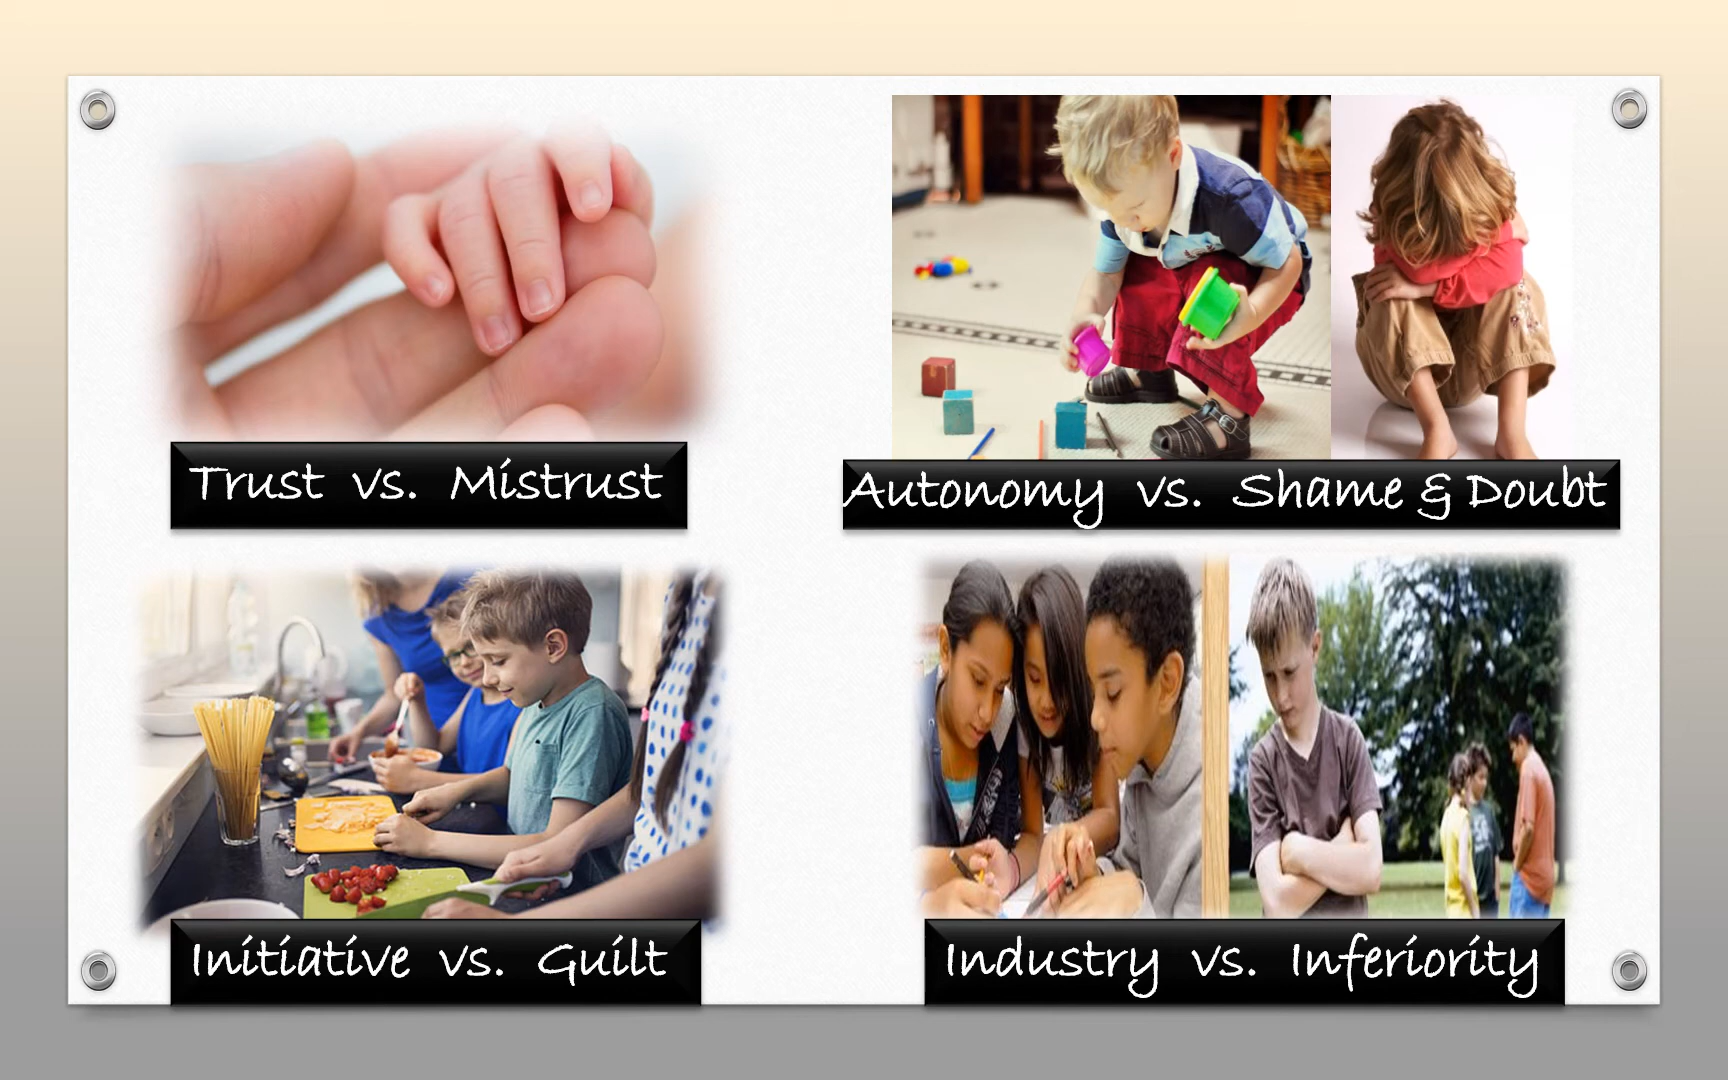 Trust vs. Mistrust
Autonomy vs. Shame & Doubt
Initiative vs. Guilt
Industry vs. Inferiority